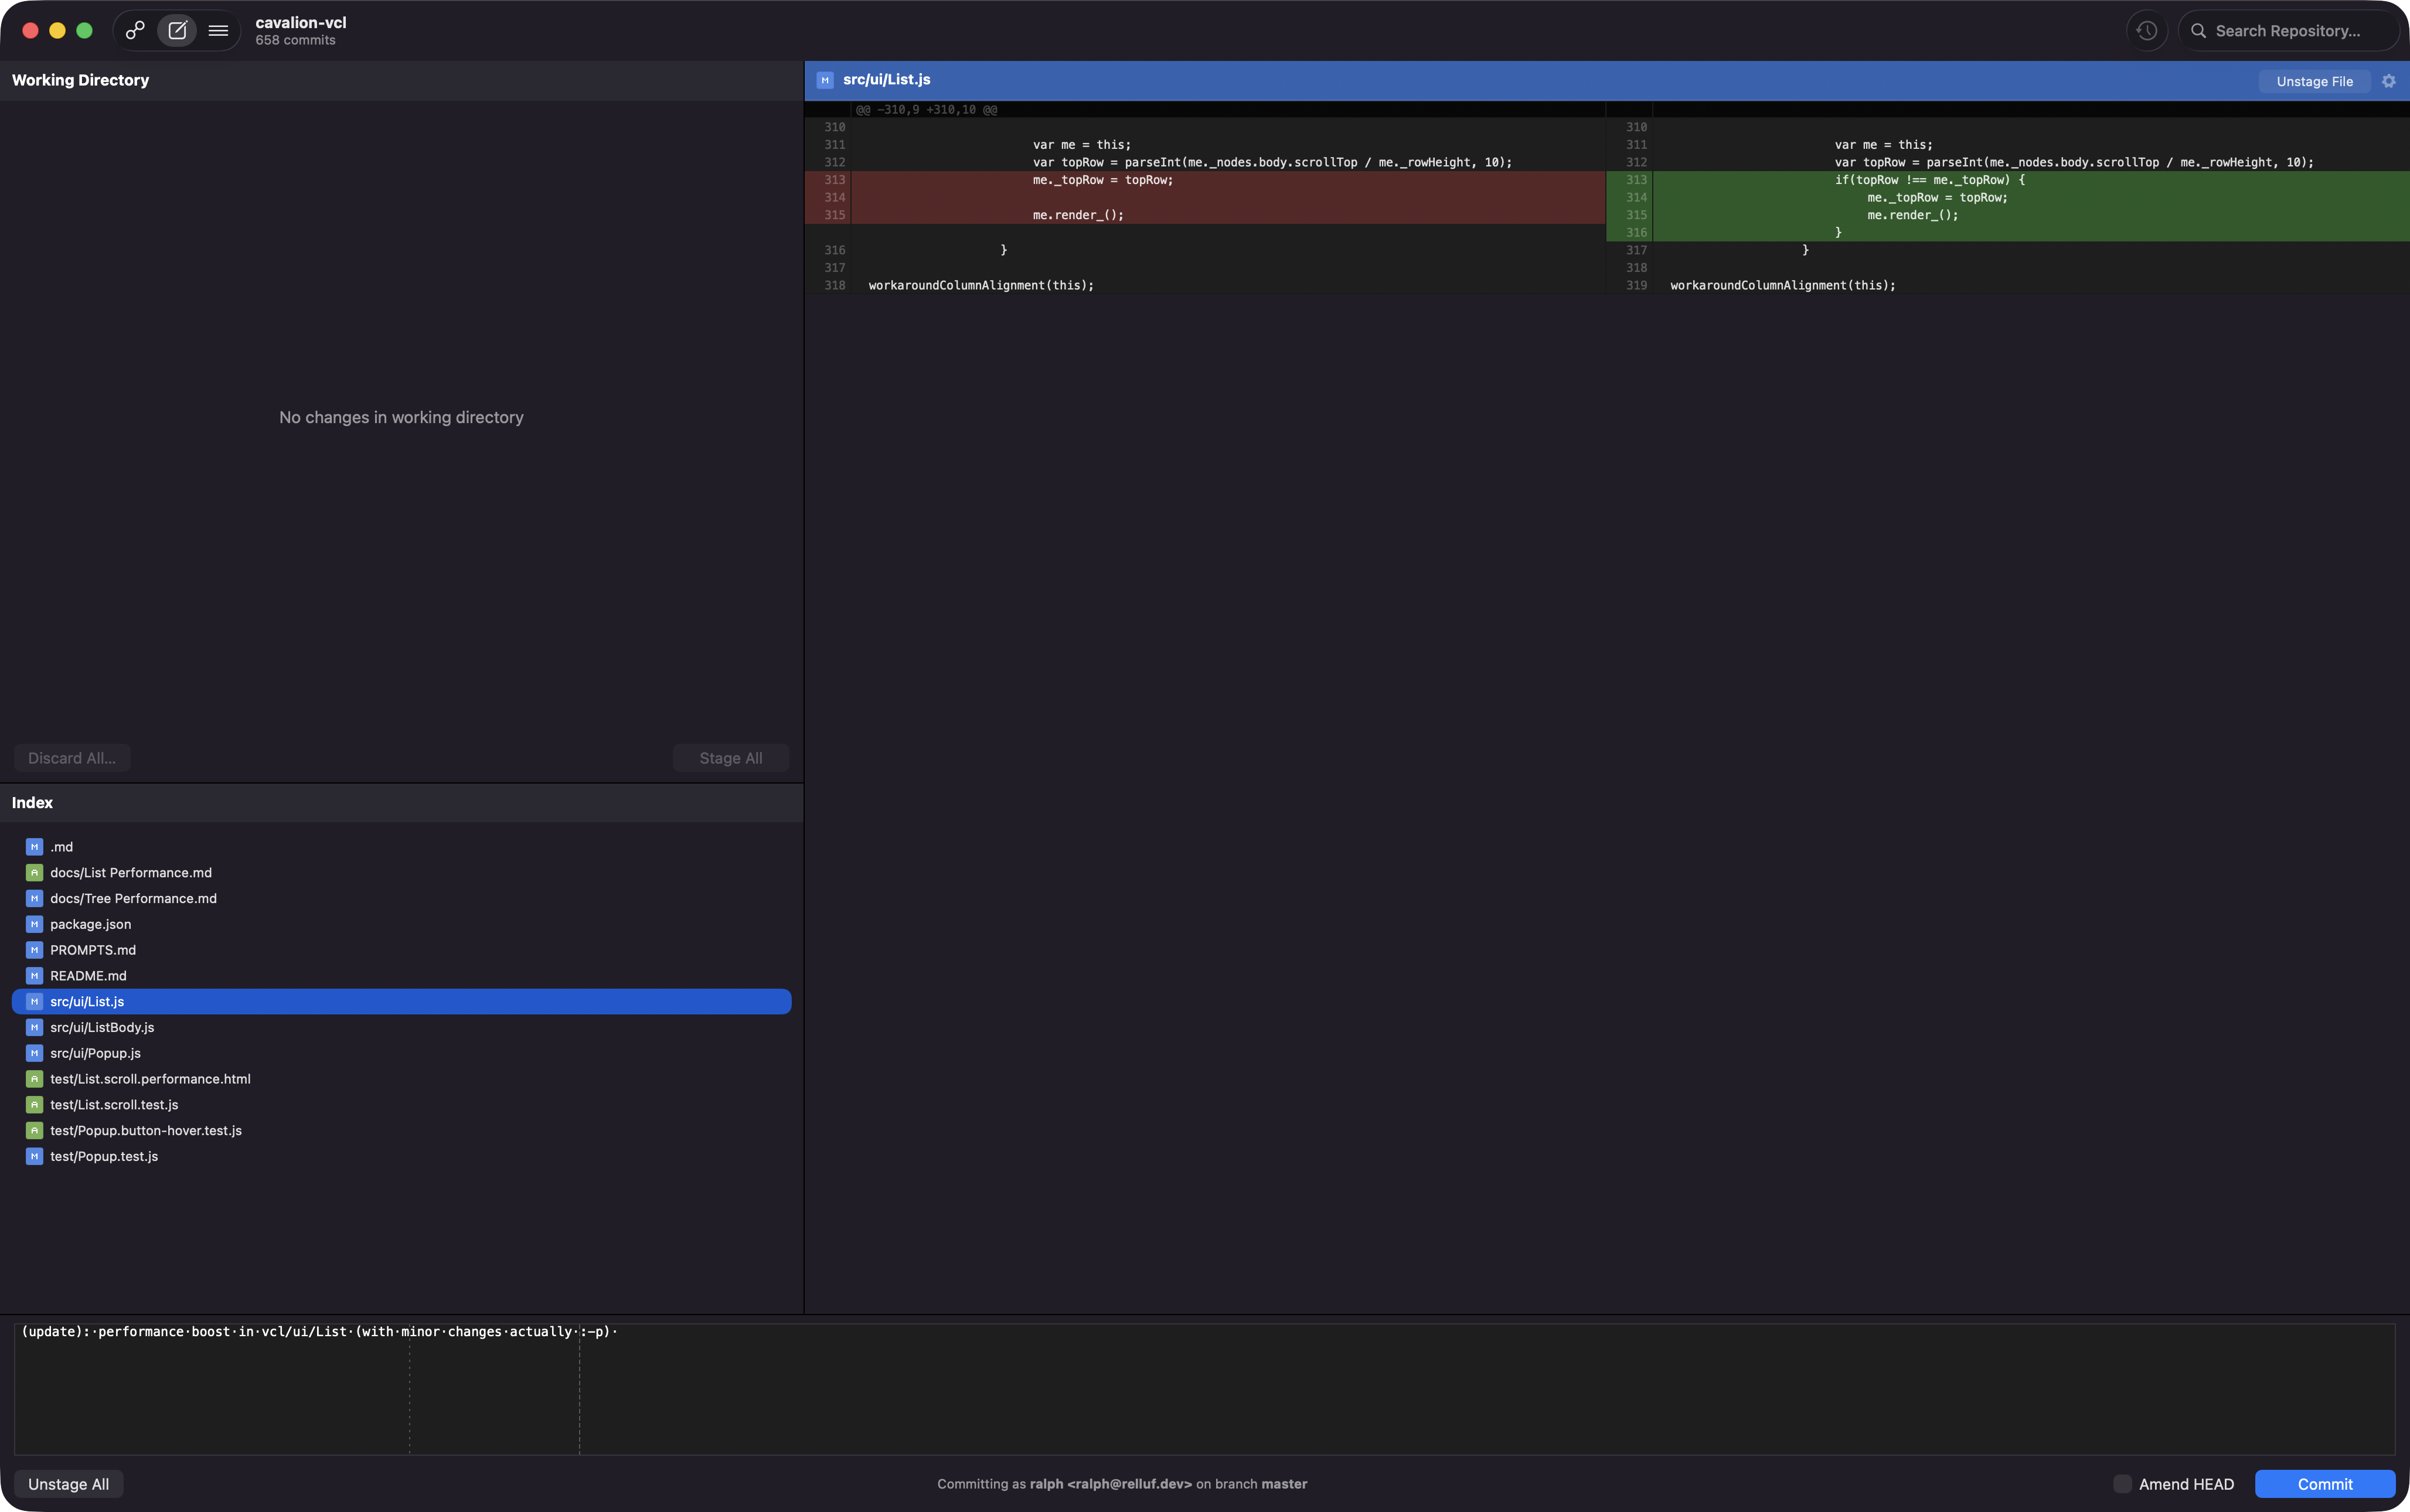 cavalion-vcl
658 commits
Search Repository...
Working Directory
No changes in working directory
Discard All...
Stage All
Index
M .md
A docs/List Performance.md
M docs/Tree Performance.md
M package.json
M PROMPTS.md
M README.md
M src/ui/List.js
M src/ui/ListBody.js
M src/ui/Popup.js
A test/List.scroll.performance.html
A test/List.scroll.test.js
A test/Popup.button-hover.test.js
M test/Popup.test.js
M src/ui/List.js
Unstage File
@@ -310,9 +310,10 @@
310
311 var me = this;
312 var topRow = parseInt(me._nodes.body.scrollTop / me._rowHeight, 10);
313 me._topRow = topRow;
314
315 me.render_();
316 }
317
318 workaroundColumnAlignment(this);
310
311 var me = this;
312 var topRow = parseInt(me._nodes.body.scrollTop / me._rowHeight, 10);
313 if(topRow !== me._topRow) {
314 me._topRow = topRow;
315 me.render_();
316 }
317 }
318
319 workaroundColumnAlignment(this);
(update):·performance·boost·in·vcl/ui/List·(with·minor·changes·actually·:-p)·
Unstage All
Committing as ralph <ralph@relluf.dev> on branch master
Amend HEAD
Commit